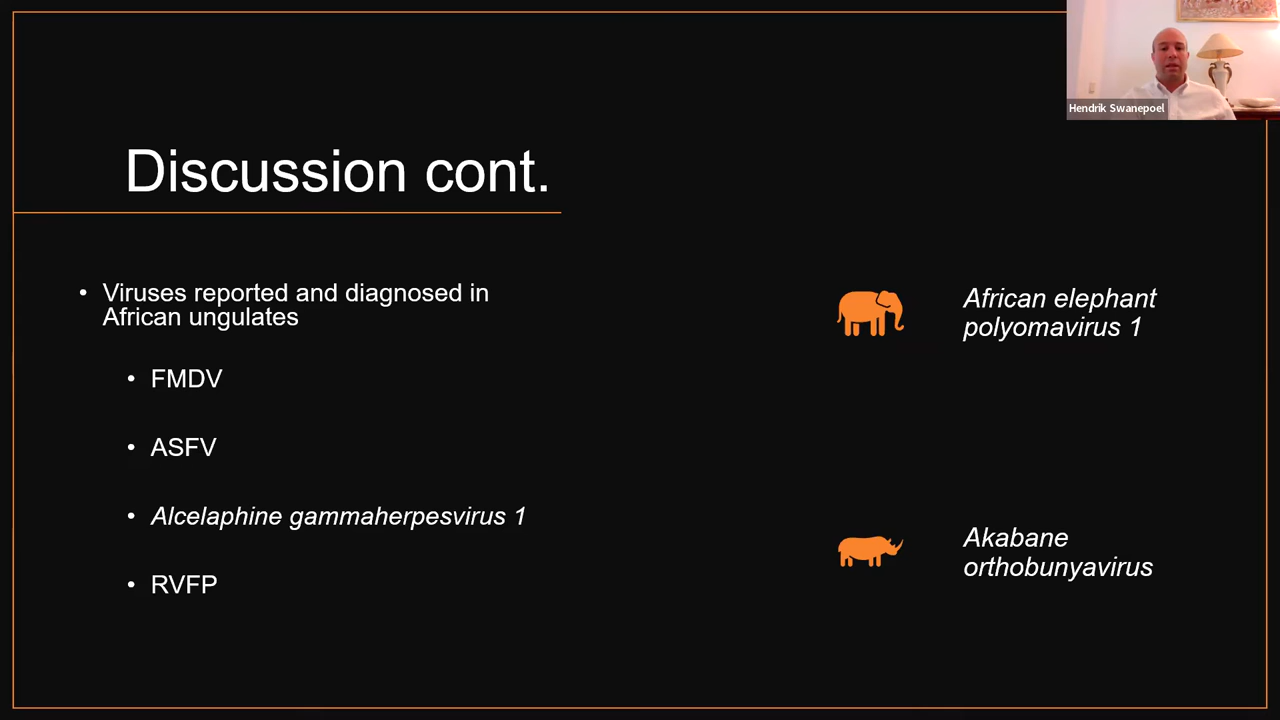 Hendrik Swanepoel
Discussion cont.
• Viruses reported and diagnosed in
African ungulates
• FMDV
• ASFV
• Alcelaphine gammaherpesvirus 1
• RVFP
African elephant
polyomavirus 1
Akabane
orthobunyavirus